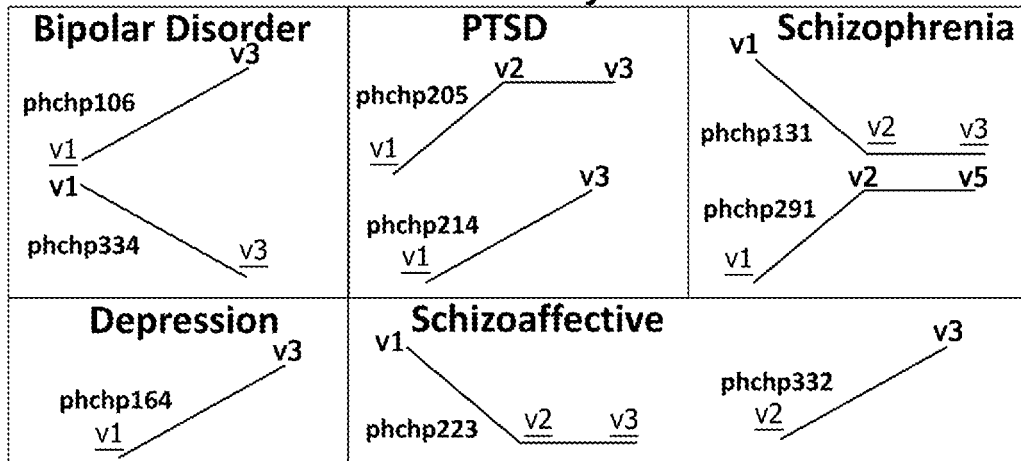 Bipolar Disorder
v3
phchp106
v1
v1
phchp334
v3
PTSD
v2 v3
phchp205
v1
v3
phchp214
v1
Schizophrenia
v1
phchp131
v2 v3
v2 v5
phchp291
v1
Depression
v3
phchp164
v1
Schizoaffective
v1
phchp223
v2 v3
v3
phchp332
v2